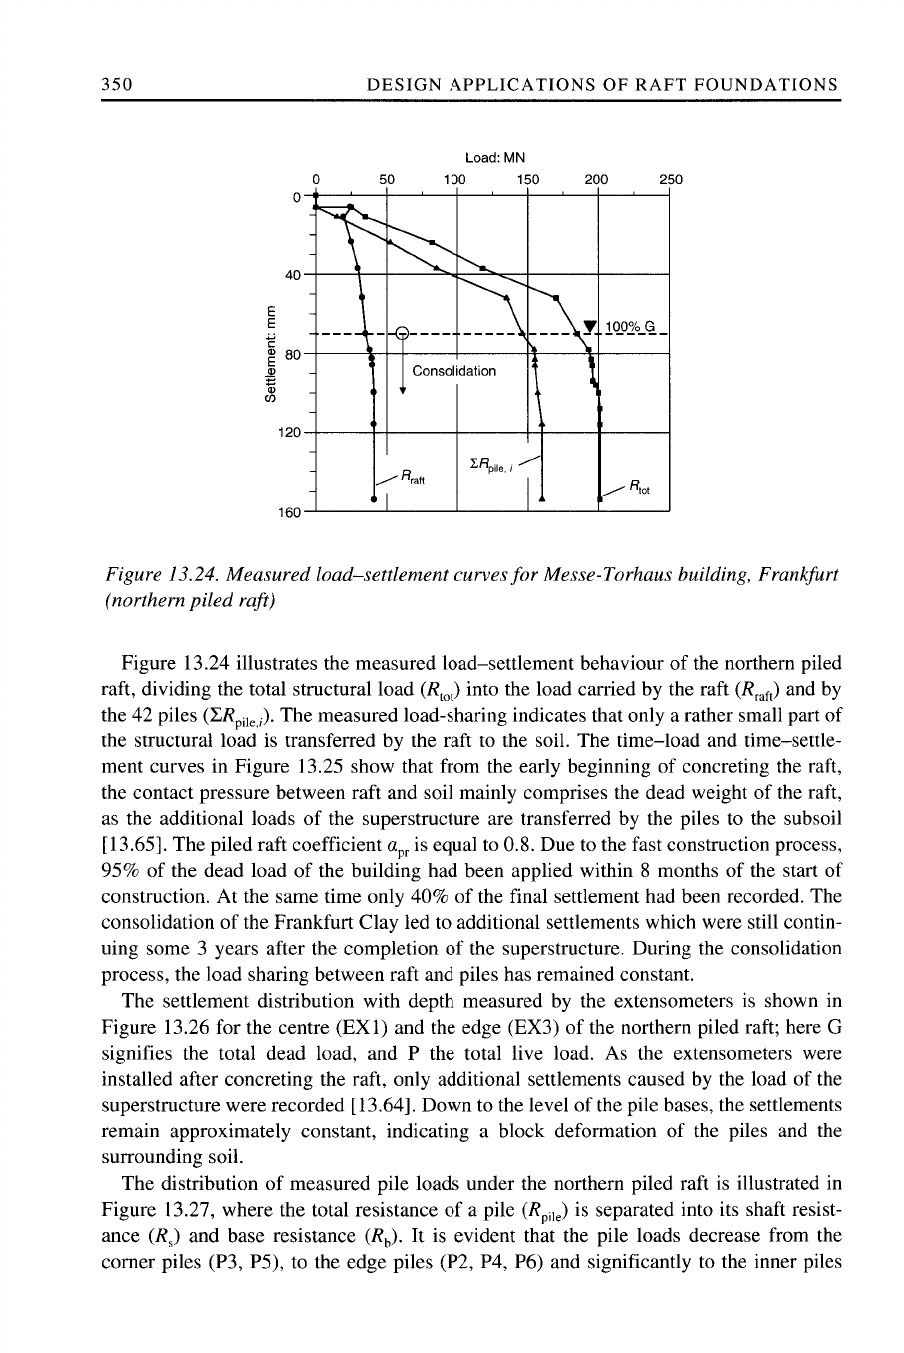 350 DESIGN APPLICATIONS OF RAFT FOUNDATIONS
Load: MN
0 50 100 150 200 250
0
40
80
120
160
Settlement: mm
100% G
Consolidation
R_raft
ΣR_pile, i
R_tot
Figure 13.24. Measured load–settlement curves for Messe-Torhaus building, Frankfurt
(northern piled raft)
Figure 13.24 illustrates the measured load–settlement behaviour of the northern piled
raft, dividing the total structural load (R_tot) into the load carried by the raft (R_raft) and by
the 42 piles (ΣR_pile,i). The measured load-sharing indicates that only a rather small part of
the structural load is transferred by the raft to the soil. The time–load and time–settle-
ment curves in Figure 13.25 show that from the early beginning of concreting the raft,
the contact pressure between raft and soil mainly comprises the dead weight of the raft,
as the additional loads of the superstructure are transferred by the piles to the subsoil
[13.65]. The piled raft coefficient α_pr is equal to 0.8. Due to the fast construction process,
95% of the dead load of the building had been applied within 8 months of the start of
construction. At the same time only 40% of the final settlement had been recorded. The
consolidation of the Frankfurt Clay led to additional settlements which were still contin-
uing some 3 years after the completion of the superstructure. During the consolidation
process, the load sharing between raft and piles has remained constant.
The settlement distribution with depth measured by the extensometers is shown in
Figure 13.26 for the centre (EX1) and the edge (EX3) of the northern piled raft; here G
signifies the total dead load, and P the total live load. As the extensometers were
installed after concreting the raft, only additional settlements caused by the load of the
superstructure were recorded [13.64]. Down to the level of the pile bases, the settlements
remain approximately constant, indicating a block deformation of the piles and the
surrounding soil.
The distribution of measured pile loads under the northern piled raft is illustrated in
Figure 13.27, where the total resistance of a pile (R_pile) is separated into its shaft resist-
ance (R_s) and base resistance (R_b). It is evident that the pile loads decrease from the
corner piles (P3, P5), to the edge piles (P2, P4, P6) and significantly to the inner piles